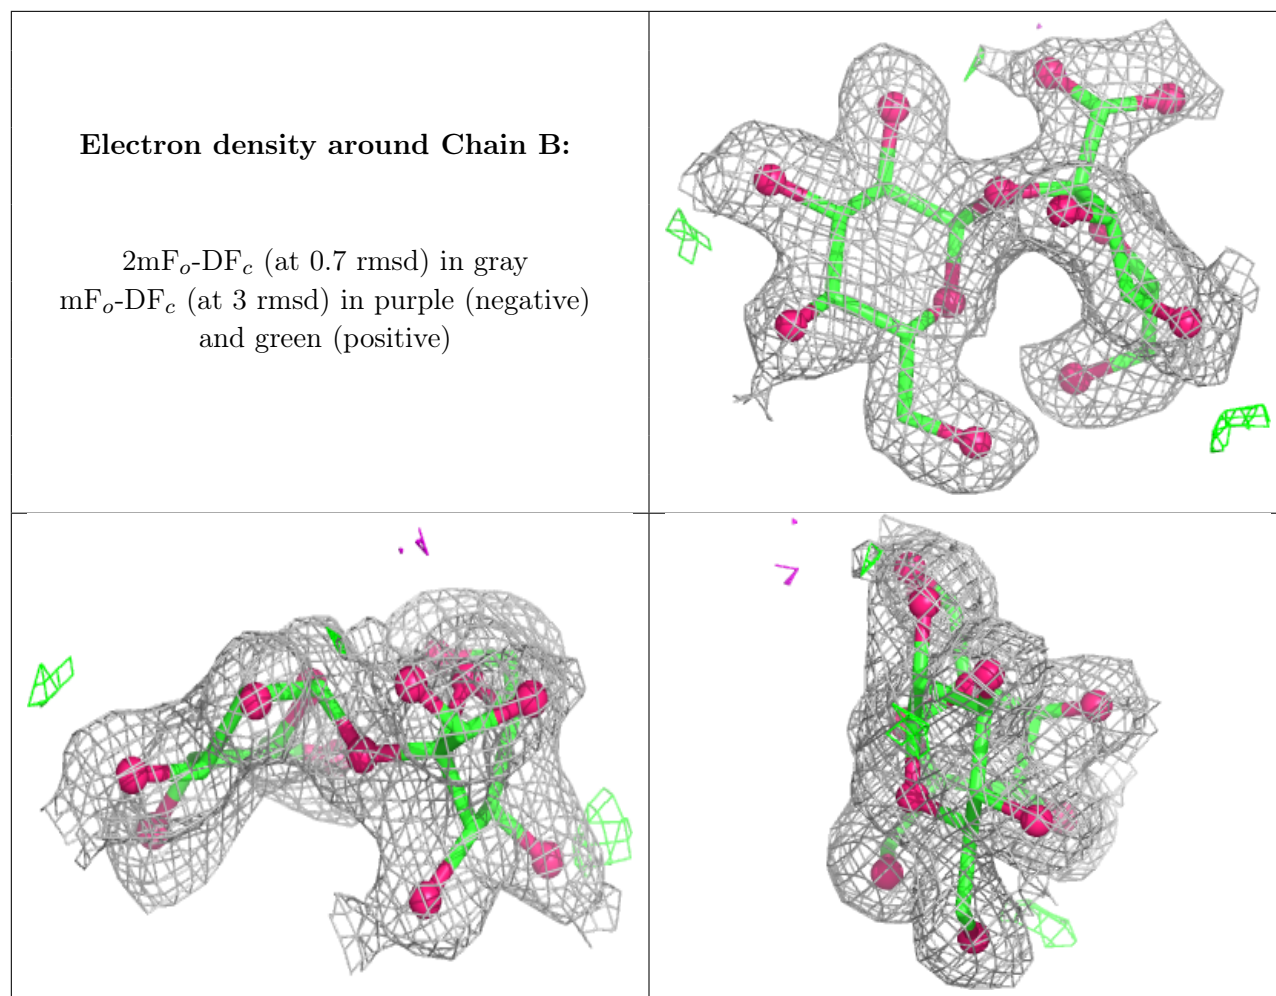 Electron density around Chain B:
2mFo-DFc (at 0.7 rmsd) in gray
mFo-DFc (at 3 rmsd) in purple (negative)
and green (positive)